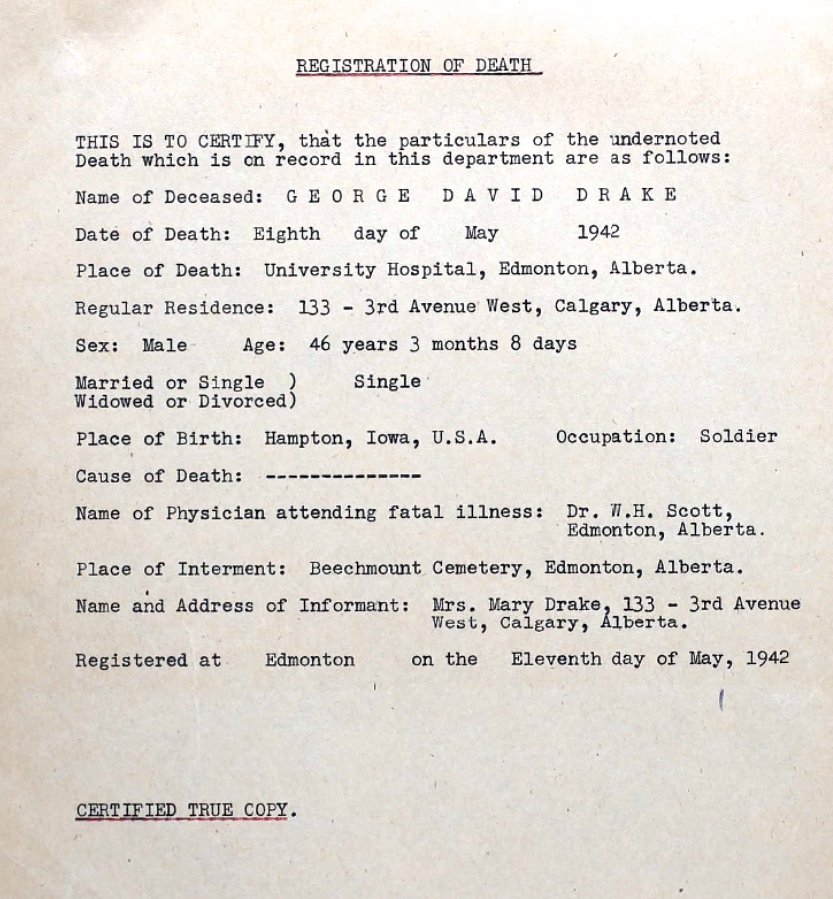 REGISTRATION OF DEATH
THIS IS TO CERTIFY, that the particulars of the undernoted
Death which is on record in this department are as follows:
Name of Deceased: G E O R G E D A V I D D R A K E
Date of Death: Eighth day of May 1942
Place of Death: University Hospital, Edmonton, Alberta.
Regular Residence: 133 - 3rd Avenue West, Calgary, Alberta.
Sex: Male Age: 46 years 3 months 8 days
Married or Single ) Single
Widowed or Divorced)
Place of Birth: Hampton, Iowa, U.S.A. Occupation: Soldier
Cause of Death: --------------
Name of Physician attending fatal illness: Dr. W.H. Scott,
Edmonton, Alberta.
Place of Interment: Beechmount Cemetery, Edmonton, Alberta.
Name and Address of Informant: Mrs. Mary Drake, 133 - 3rd Avenue
West, Calgary, Alberta.
Registered at Edmonton on the Eleventh day of May, 1942
CERTIFIED TRUE COPY.